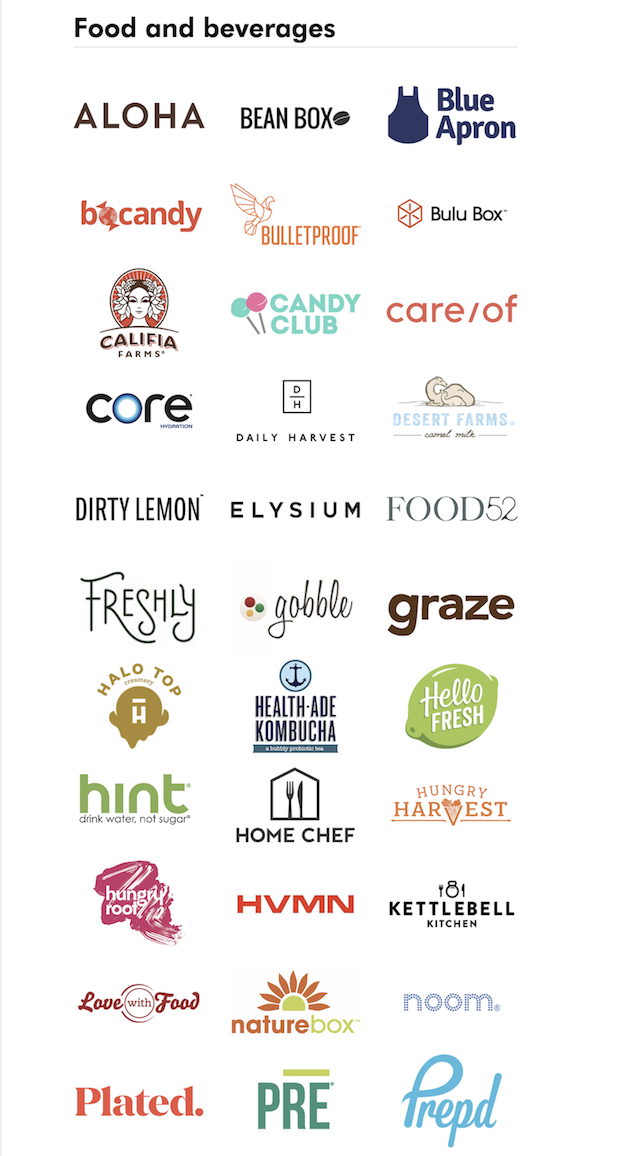 Food and beverages
ALOHA
BEAN BOX
Blue
Apron
bocandy
BULLETPROOF
Bulu Box™
CALIFIA
FARMS®
CANDY
CLUB
care/of
core
HYDRATION
D
H
DAILY HARVEST
DESERT FARMS®
camel milk
DIRTY LEMON™
ELYSIUM
FOOD52
FRESHLY
gobble
graze
HALO TOP
creamery
H
HEALTH-ADE
KOMBUCHA
a bubbly probiotic tea
Hello
FRESH
hint®
drink water, not sugar®
HOME CHEF
HUNGRY
HARVEST
hungry
root
HVMN
KETTLEBELL
KITCHEN
Love with Food
naturebox™
noom®
Plated.
PRE®
Prepd